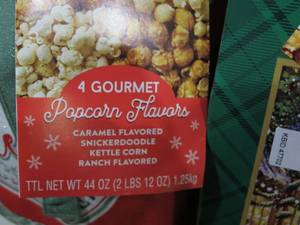 4 GOURMET
Popcorn Flavors
CARAMEL FLAVORED
SNICKERDOODLE
KETTLE CORN
RANCH FLAVORED
TTL NET WT 44 OZ (2 LBS 12 OZ) 1.25kg